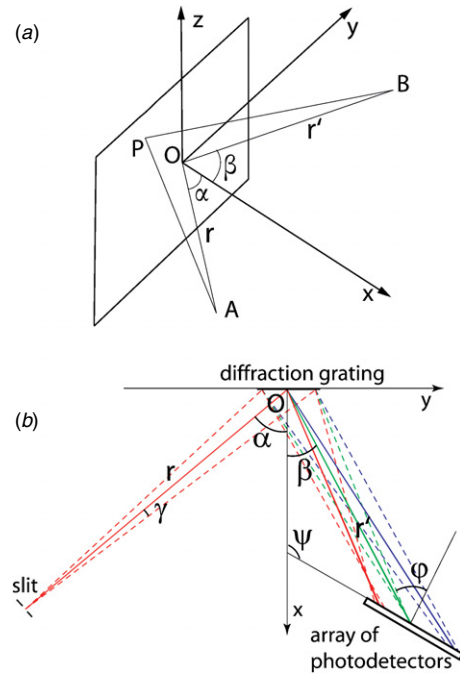 (a)
z
y
B
P
O
r'
β
α
r
A
x
diffraction grating
(b)
O
y
α
β
r
γ
r'
ψ
φ
slit
x
array of
photodetectors